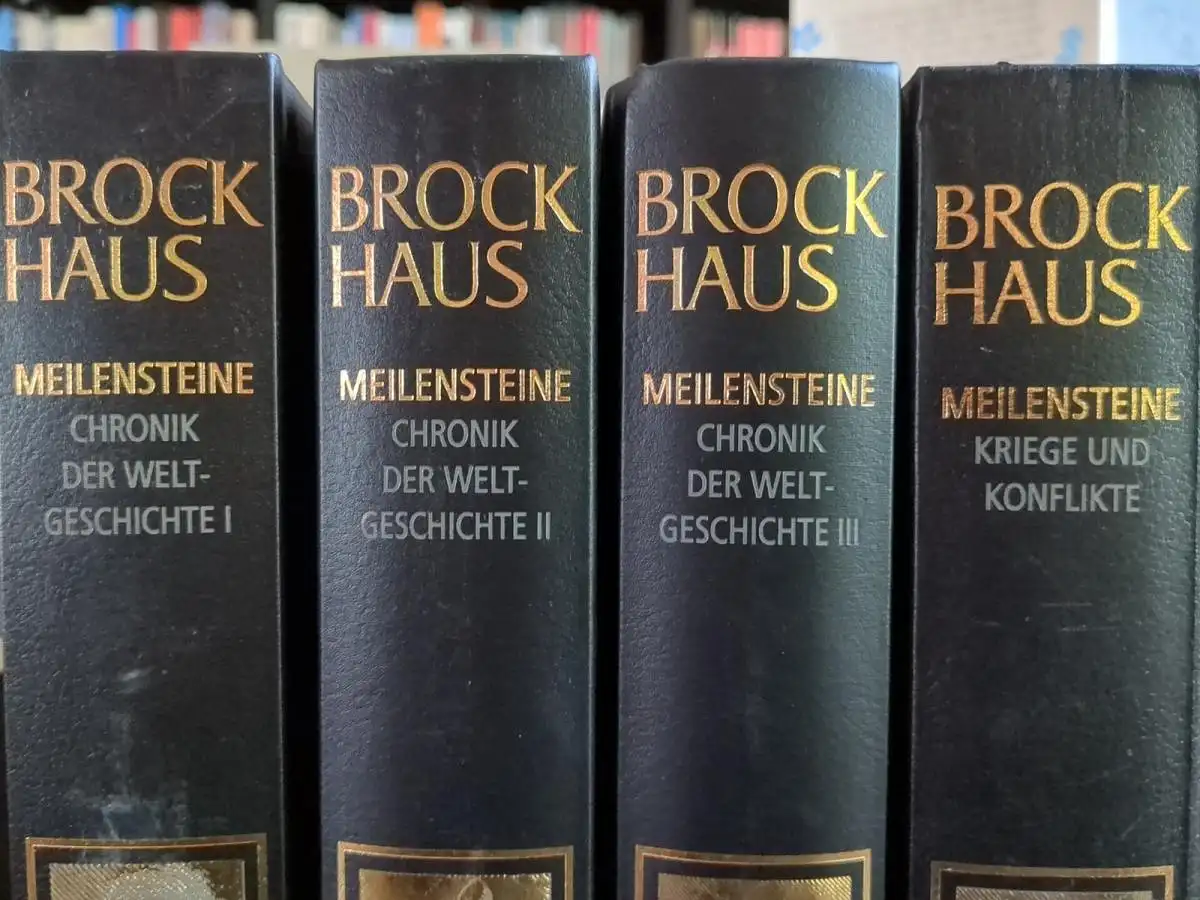 BROCK
HAUS
MEILENSTEINE
CHRONIK
DER WELT-
GESCHICHTE I
BROCK
HAUS
MEILENSTEINE
CHRONIK
DER WELT-
GESCHICHTE II
BROCK
HAUS
MEILENSTEINE
CHRONIK
DER WELT-
GESCHICHTE III
BROCK
HAUS
MEILENSTEINE
KRIEGE UND
KONFLIKTE